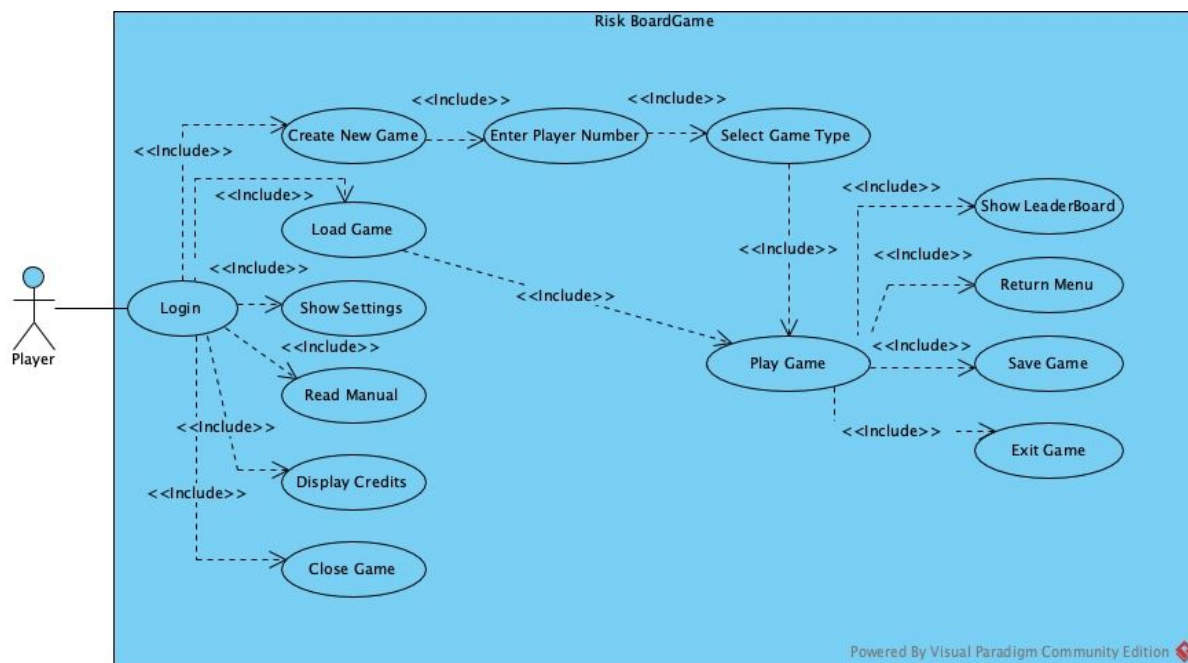 Risk BoardGame
<<Include>>
<<Include>>
Create New Game
Enter Player Number
Select Game Type
<<Include>>
<<Include>>
Show LeaderBoard
<<Include>>
Load Game
<<Include>>
<<Include>>
<<Include>>
Return Menu
<<Include>>
Login
Show Settings
<<Include>>
Player
<<Include>>
Play Game
<<Include>>
Save Game
Read Manual
<<Include>>
<<Include>>
Exit Game
Display Credits
<<Include>>
Close Game
Powered By Visual Paradigm Community Edition